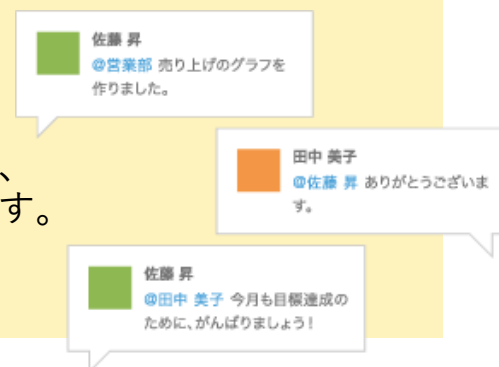 佐藤 昇
@営業部 売り上げのグラフを
作りました。
、
す。
田中 美子
@佐藤 昇 ありがとうございま
す。
佐藤 昇
@田中 美子 今月も目標達成の
ために、がんばりましょう!